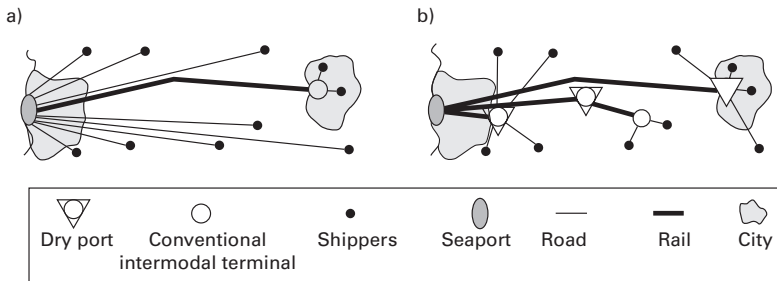 a)
b)
Dry port
Conventional
intermodal terminal
Shippers
Seaport
Road
Rail
City